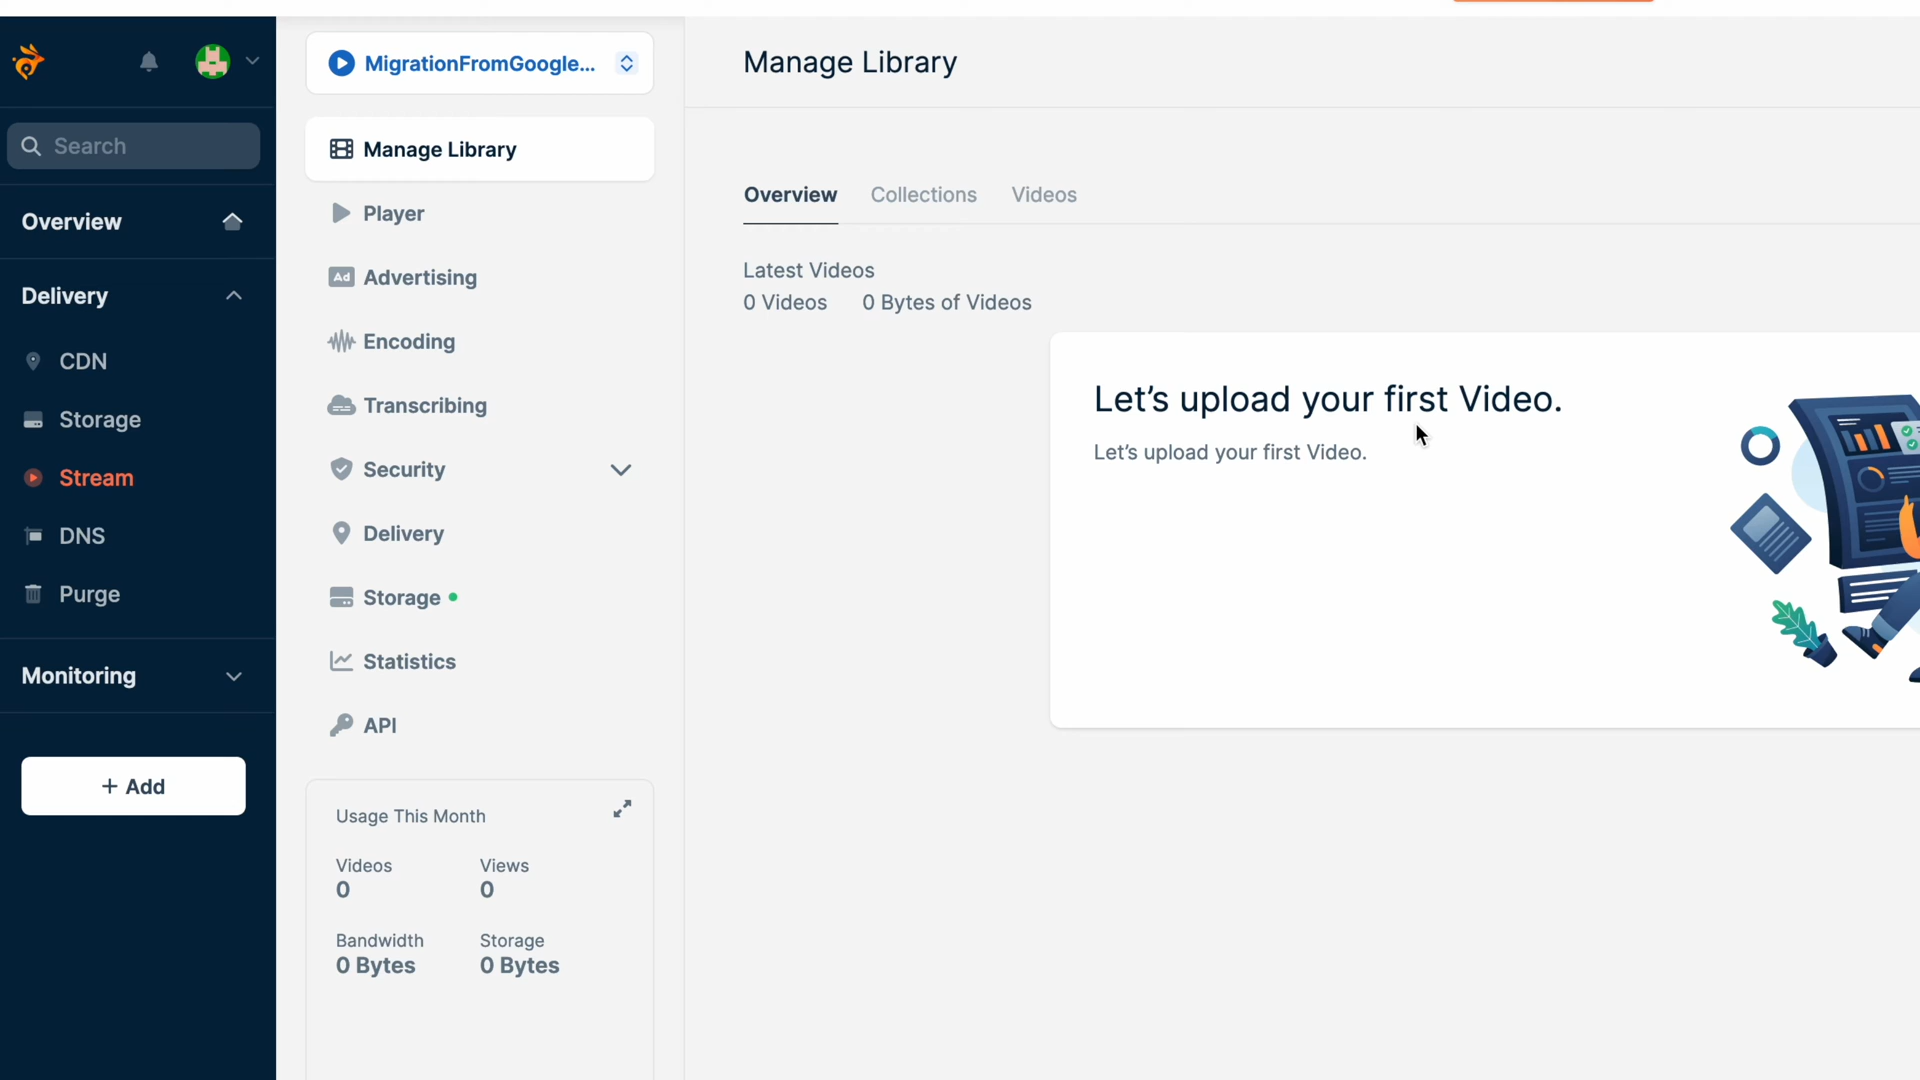 Search
Overview
Delivery
CDN
Storage
Stream
DNS
Purge
Monitoring
+ Add
MigrationFromGoogle...
Manage Library
Player
Ad Advertising
Encoding
Transcribing
Security
Delivery
Storage
Statistics
API
Usage This Month
Videos Views
0 0
Bandwidth Storage
0 Bytes 0 Bytes
Manage Library
Overview Collections Videos
Latest Videos
0 Videos 0 Bytes of Videos
Let's upload your first Video.
Let's upload your first Video.